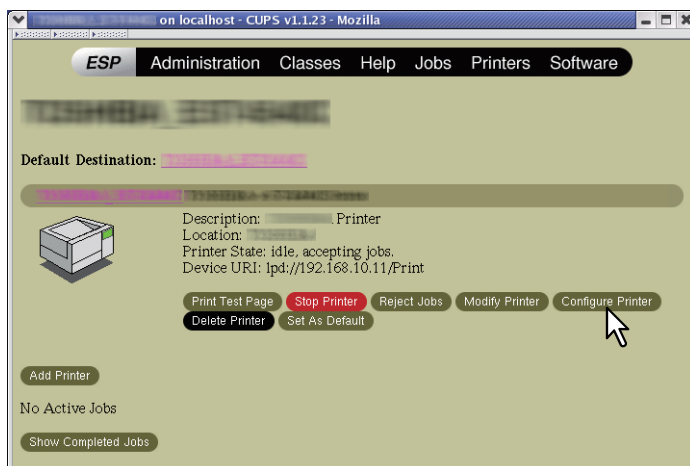 on localhost - CUPS v1.1.23 - Mozilla
ESP Administration Classes Help Jobs Printers Software
Default Destination:
Description: Printer
Location:
Printer State: idle, accepting jobs.
Device URI: lpd://192.168.10.11/Print
Print Test Page Stop Printer Reject Jobs Modify Printer Configure Printer
Delete Printer Set As Default
Add Printer
No Active Jobs
Show Completed Jobs